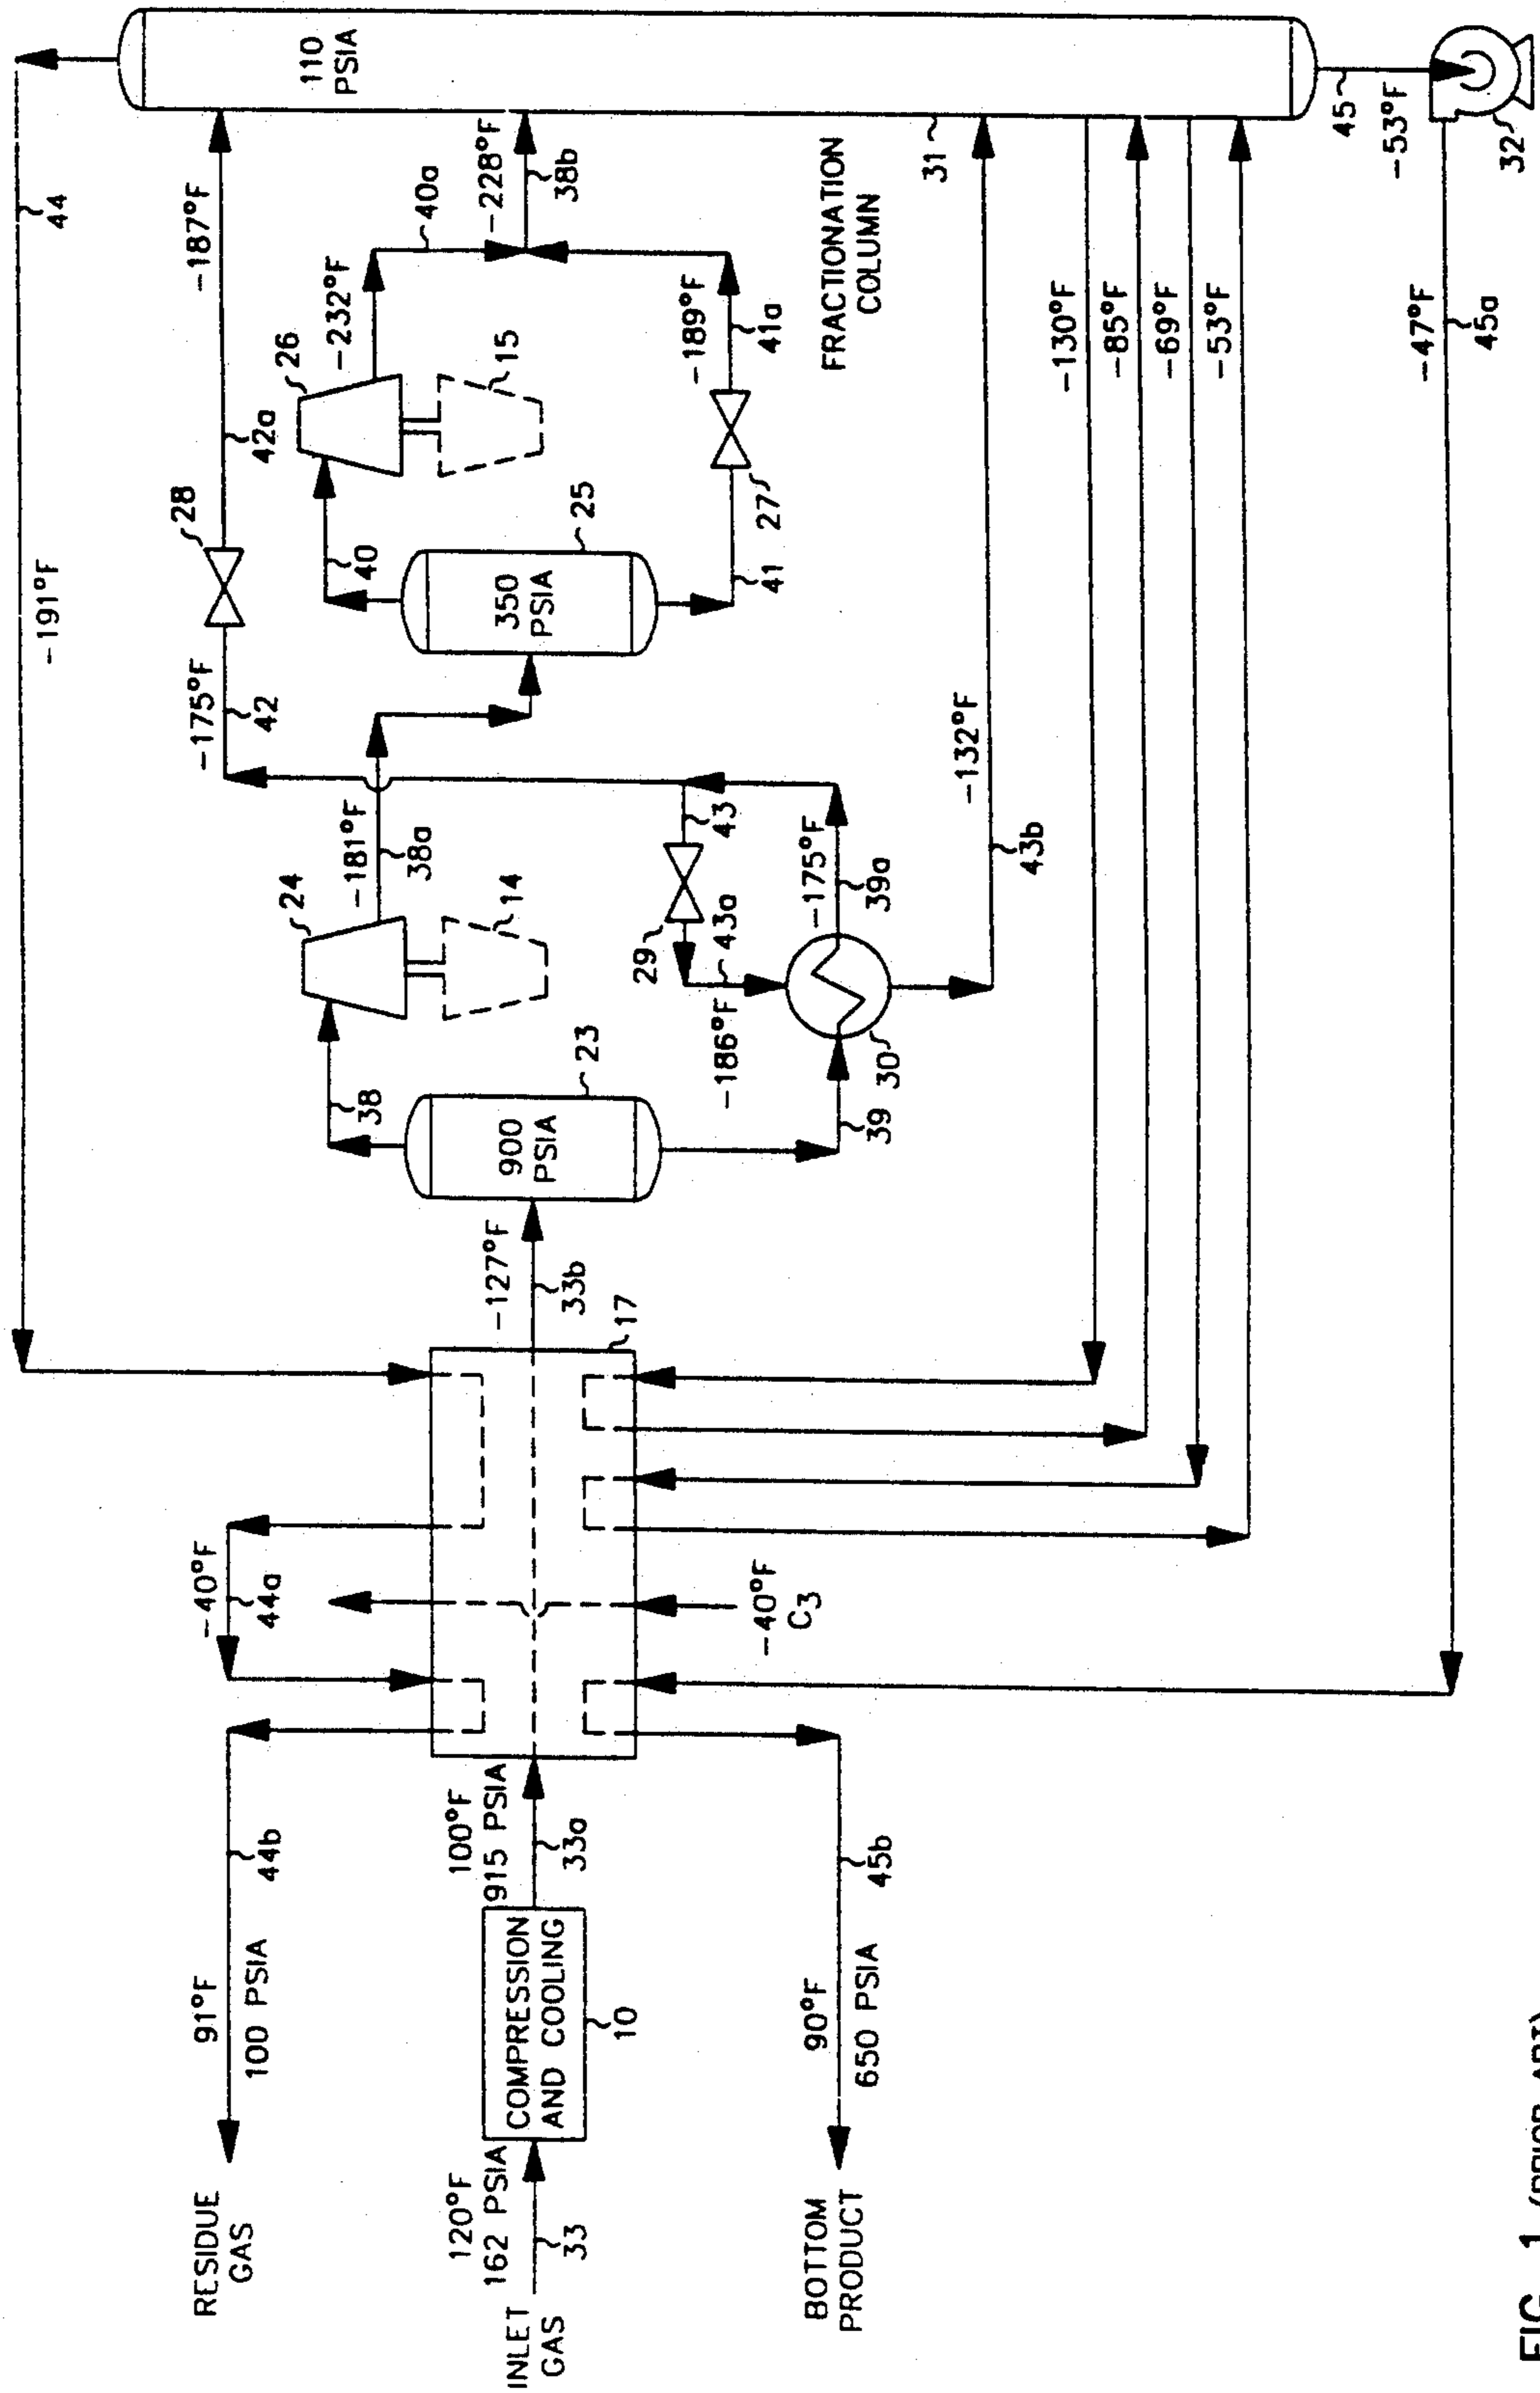 RESIDUE
GAS
91°F
100 PSIA
44b
-40°F
44a
-191°F
44
-175°F
42
28
42a
-187°F
110
PSIA
INLET
GAS
120°F
162 PSIA
33
COMPRESSION
AND COOLING
10
100°F
915 PSIA
33a
17
-40°F
C3
-127°F
33b
900
PSIA
23
38
24
14
-181°F
38a
39
30
-186°F
43a
29
43
-175°F
39a
350
PSIA
25
40
26
15
-232°F
40a
41
27
-189°F
41a
-228°F
38b
FRACTIONATION
COLUMN
31
-132°F
43b
-130°F
-85°F
-69°F
-53°F
BOTTOM
PRODUCT
90°F
650 PSIA
45b
-47°F
45a
45
-53°F
32
FIG. 1 (PRIOR ART)